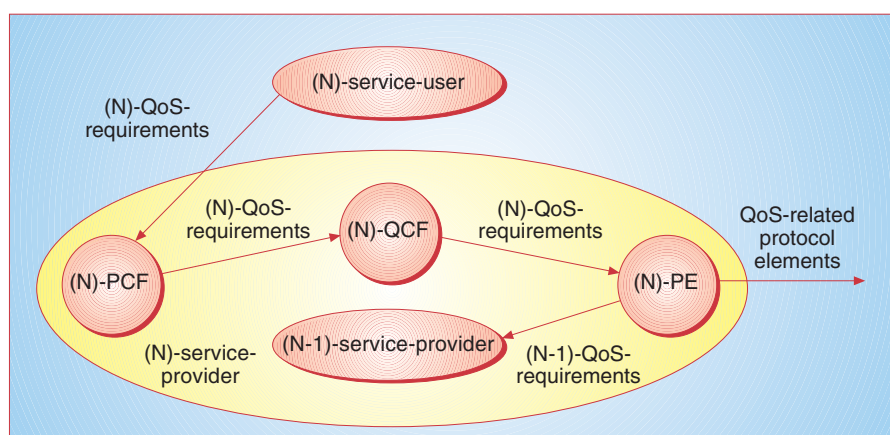 (N)-service-user
(N)-QoS-
requirements
(N)-QoS-
requirements
(N)-QCF
(N)-QoS-
requirements
QoS-related
protocol
elements
(N)-PCF
(N)-PE
(N)-service-
provider
(N-1)-service-provider
(N-1)-QoS-
requirements